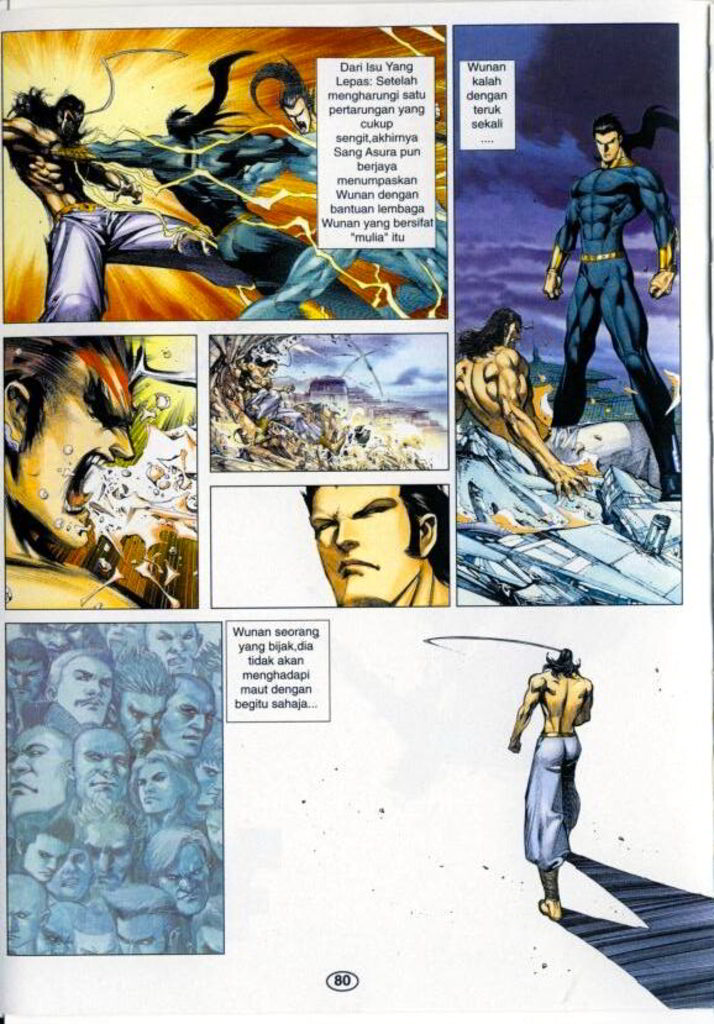 Dari Isu Yang
Lepas: Setelah
mengharungi satu
pertarungan yang
cukup
sengit,akhirnya
Sang Asura pun
berjaya
menumpaskan
Wunan dengan
bantuan lembaga
Wunan yang bersifat
"mulia" itu
Wunan
kalah
dengan
teruk
sekali
....
Wunan seorang
yang bijak,dia
tidak akan
menghadapi
maut dengan
begitu sahaja...
80